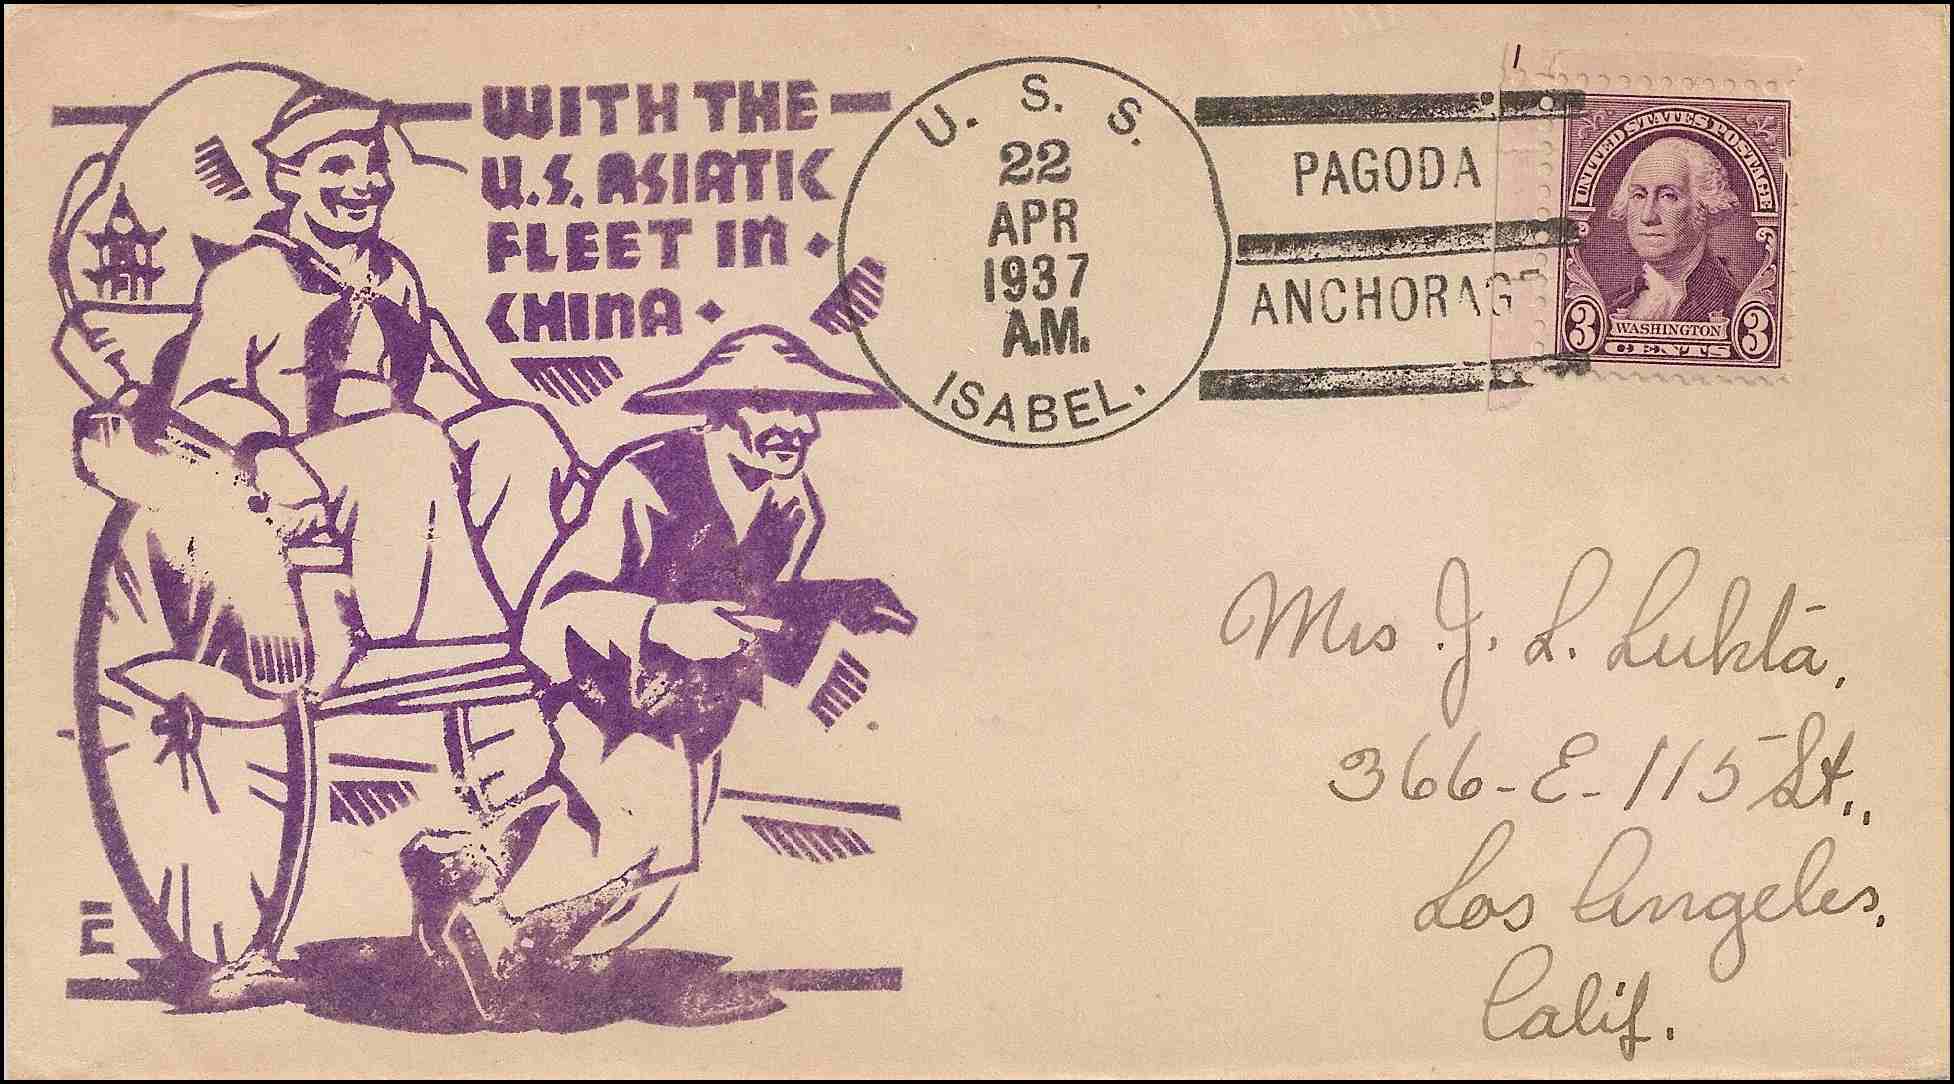 WITH THE
U.S. ASIATIC
FLEET IN
CHINA
U. S. S.
22
APR
1937
A.M.
ISABEL.
PAGODA
ANCHORAGE
UNITED STATES POSTAGE
3 WASHINGTON 3
CENTS
Mrs. J. L. Lukta,
366-E-115 St.,
Los Angeles,
Calif.